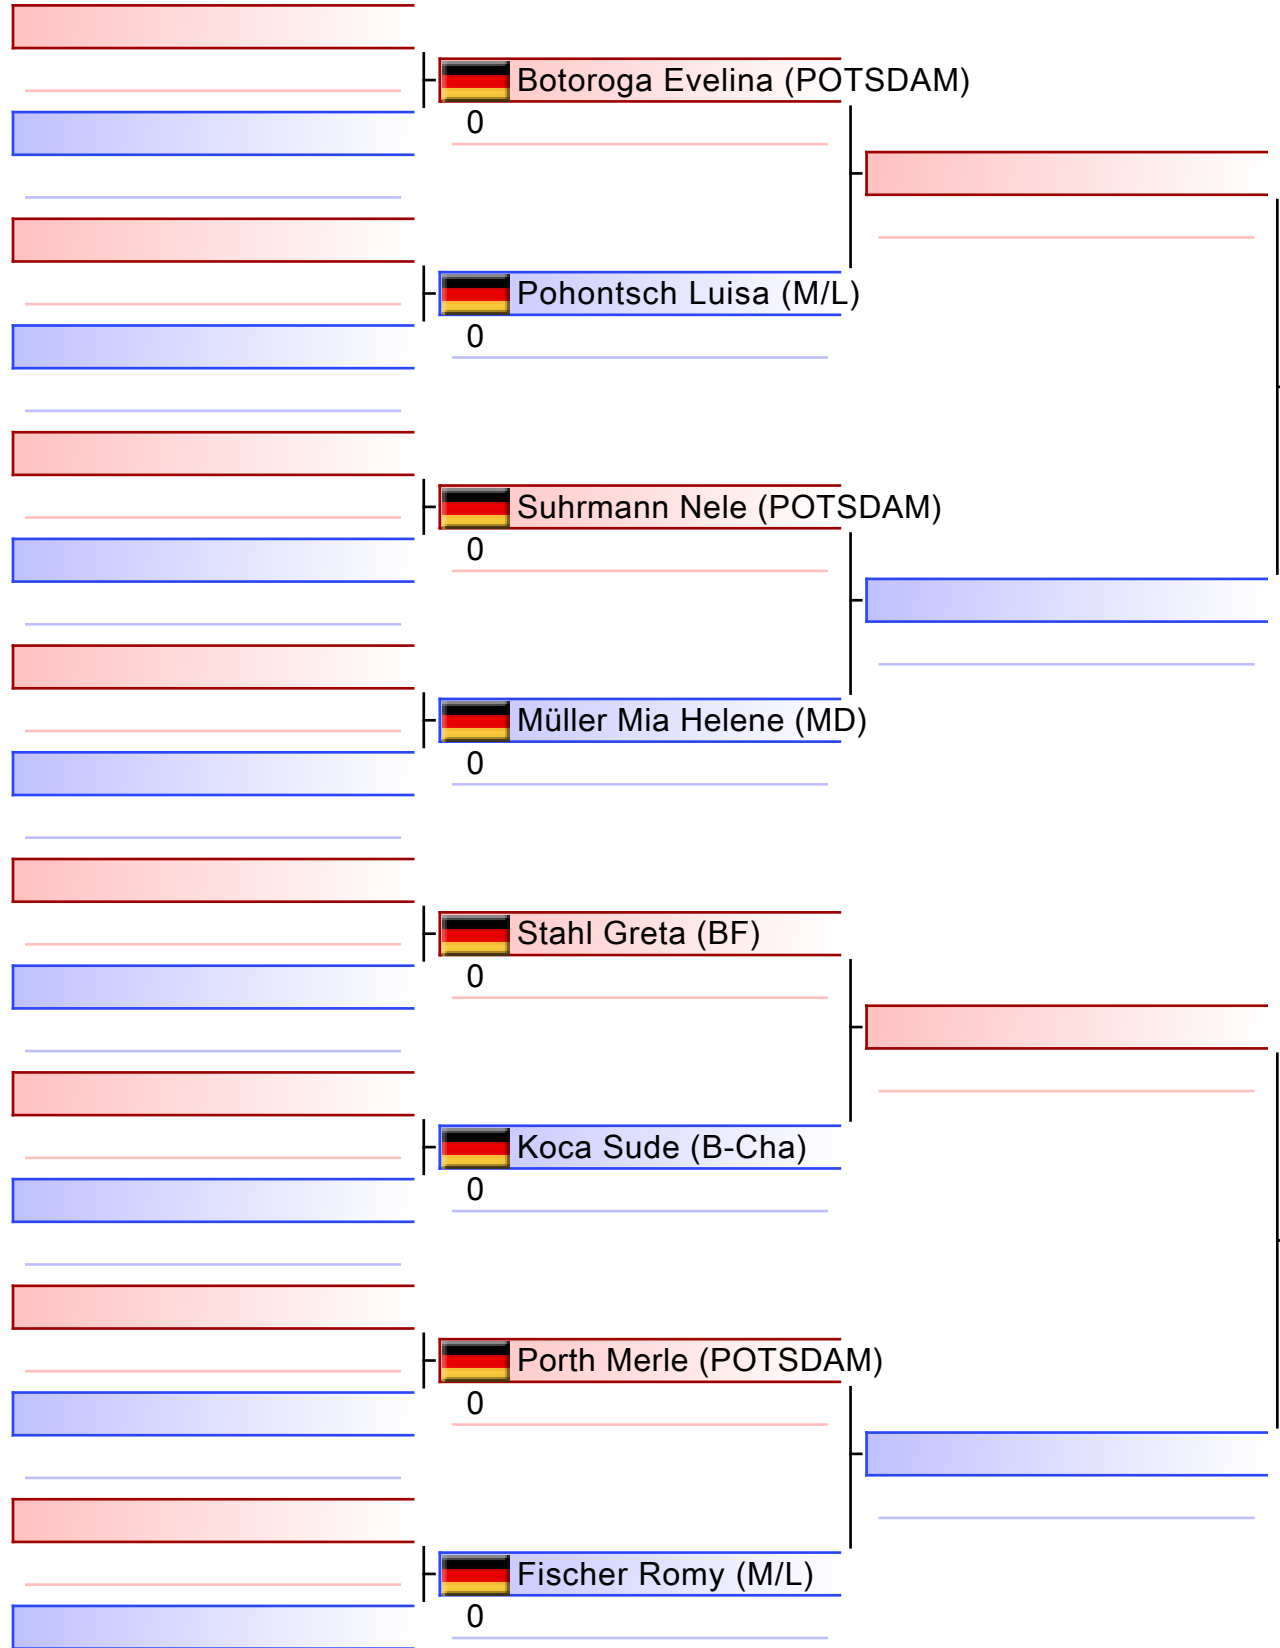 Botoroga Evelina (POTSDAM)
0
Pohontsch Luisa (M/L)
0
Suhrmann Nele (POTSDAM)
0
Müller Mia Helene (MD)
0
Stahl Greta (BF)
0
Koca Sude (B-Cha)
0
Porth Merle (POTSDAM)
0
Fischer Romy (M/L)
0